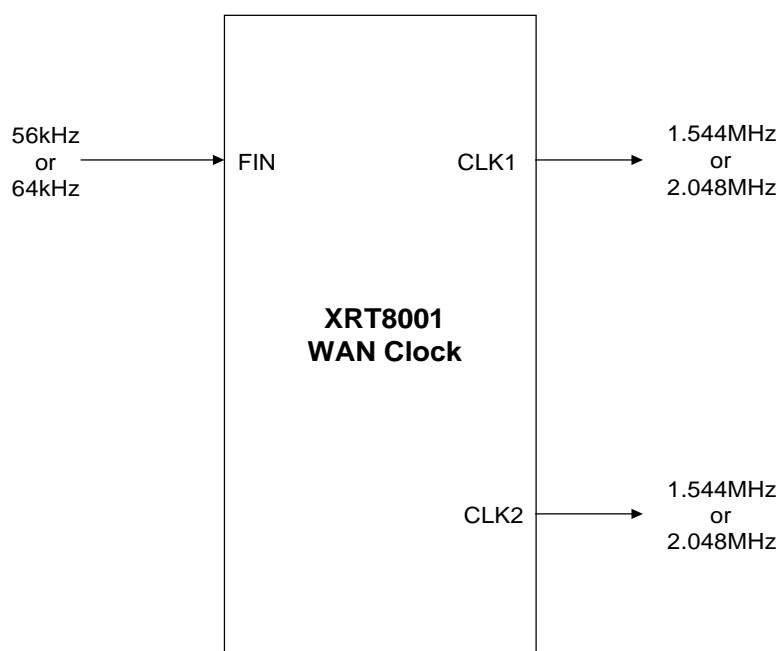 56kHz
or
64kHz
FIN
CLK1
1.544MHz
or
2.048MHz
XRT8001
WAN Clock
CLK2
1.544MHz
or
2.048MHz